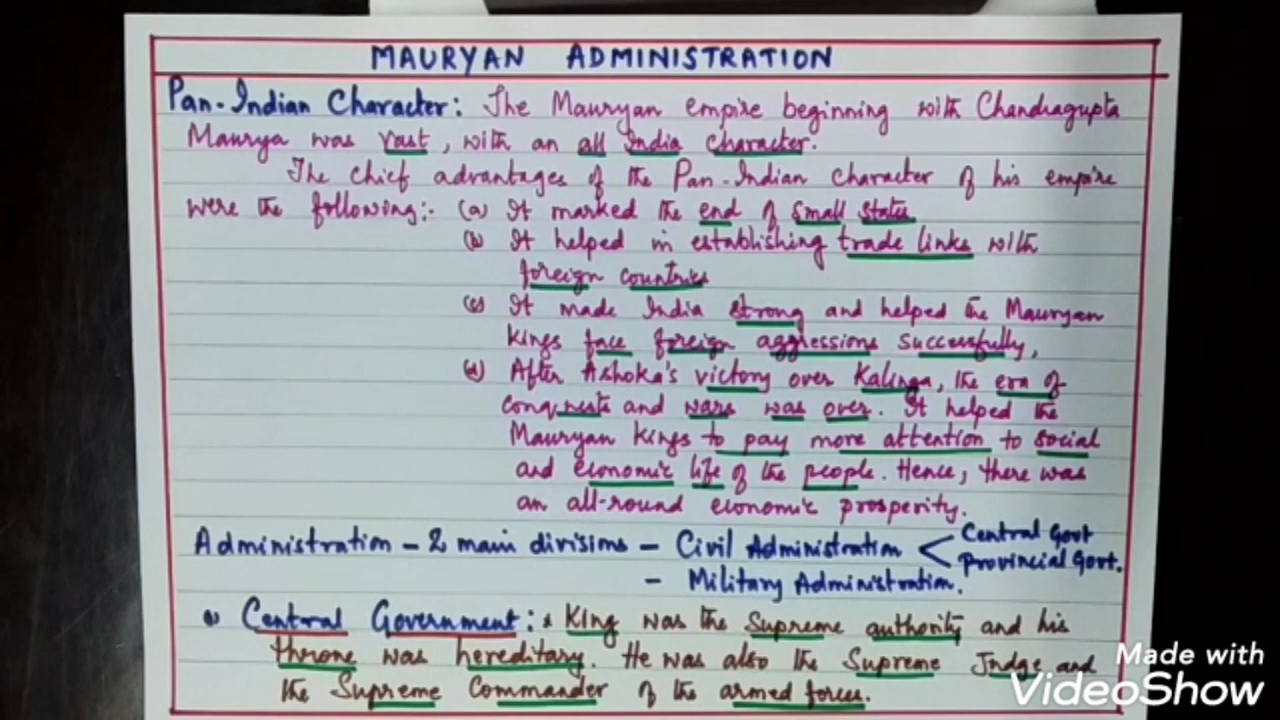 MAURYAN ADMINISTRATION
Pan-Indian Character: The Mauryan empire beginning with Chandragupta
Maurya was vast, with an all India character.
The chief advantages of the Pan-Indian character of his empire
were the following:- (a) It marked the end of small states
(b) It helped in establishing trade links with
foreign countries
(c) It made India strong and helped the Mauryan
kings face foreign aggressions successfully,
(d) After Ashoka's victory over Kalinga, the era of
conquests and wars was over. It helped the
Mauryan kings to pay more attention to social
and economic life of the people. Hence, there was
an all-round economic prosperity.
Administration - 2 main divisions - Civil Administration < Central Govt
Provincial Govt.
- Military Administration.
Central Government: * King was the Supreme authority and his
throne was hereditary. He was also the Supreme Judge and
the Supreme Commander of the armed forces.
Made with
VideoShow